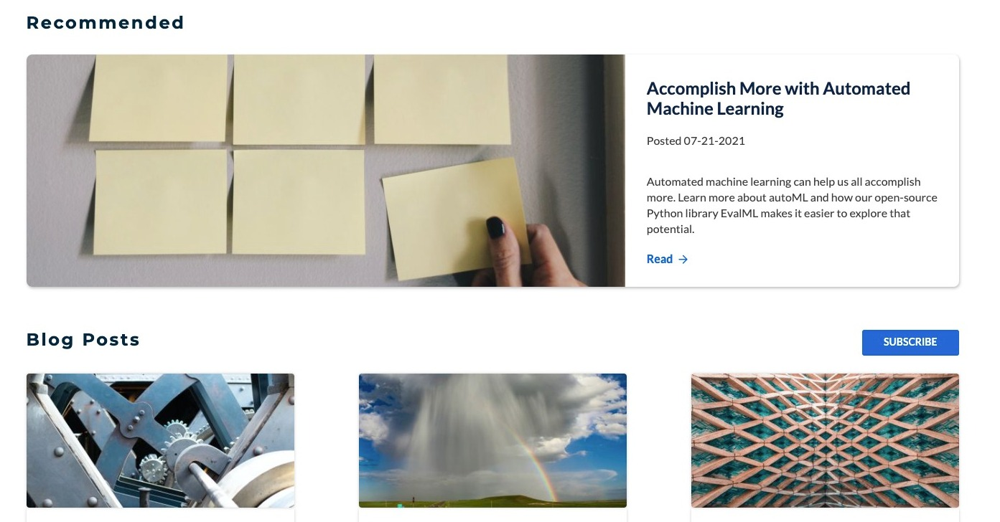 Recommended
Accomplish More with Automated
Machine Learning
Posted 07-21-2021
Automated machine learning can help us all accomplish
more. Learn more about autoML and how our open-source
Python library EvalML makes it easier to explore that
potential.
Read →
Blog Posts
SUBSCRIBE